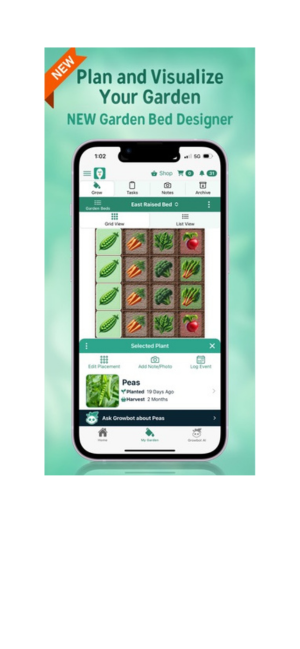 NEW
Plan and Visualize
Your Garden
NEW Garden Bed Designer
1:02
5G
Shop
0
Grow
Tasks
Notes
Archive
Garden Beds
East Raised Bed
Grid View
List View
Selected Plant
Edit Placement
Add Note/Photo
Log Event
Peas
Planted 19 Days Ago
Harvest 2 Months
Ask Growbot about Peas
Home
My Garden
Growbot AI